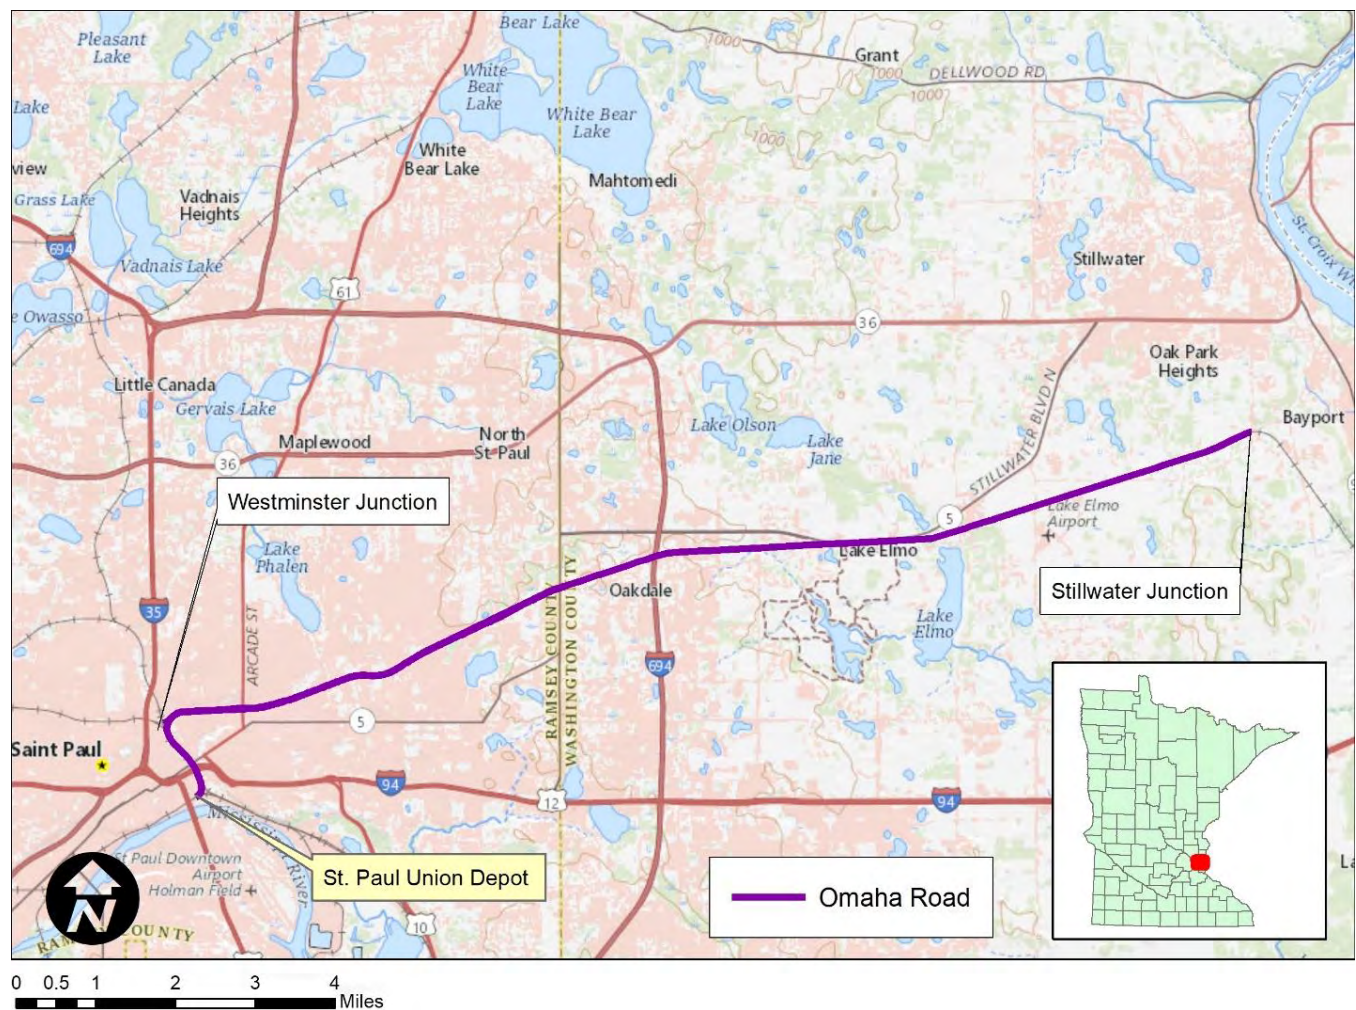 Pleasant
Lake
Bear Lake
Grant
1000
1000
1000
DELLWOOD RD
White
Bear
Lake
White Bear
Lake
Lake
White
Bear Lake
1000
view
Mahtomedi
Grass Lake
Vadnais
Heights
694
Vadnais Lake
Stillwater
St. Croix
61
e Owasso
36
Oak Park
Heights
Little Canada
Gervais Lake
Lake Olson
Lake
Jane
Bayport
Maplewood
North
St Paul
36
STILLWATER BLVD N
Westminster Junction
9
5
Lake Elmo
Airport
Lake
Phalen
Lake Elmo
Oakdale
Stillwater Junction
35
ARCADE ST
RAMSEY COUNTY
WASHINGTON COUNTY
Lake
Elmo
694
5
Saint Paul
94
12
94
Mississippi River
St Paul Downtown
Airport
Holman Field
St. Paul Union Depot
La
Omaha Road
N
10
COUNTY
0 0.5 1 2 3 4
Miles